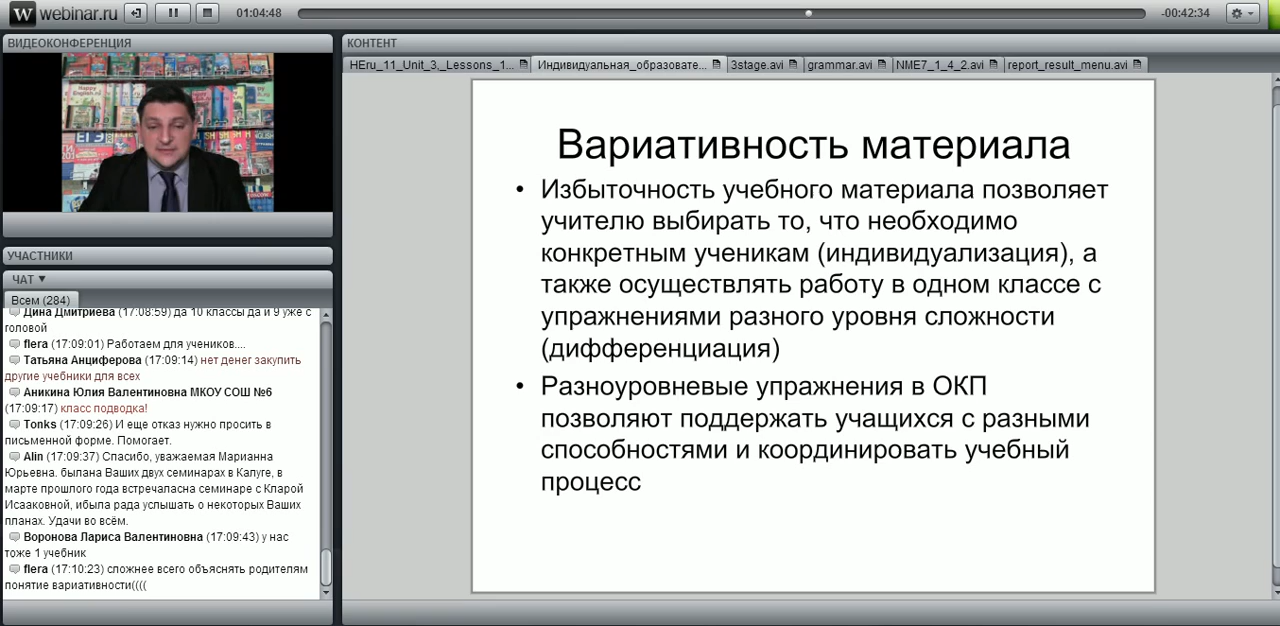 W webinar.ru
01:04:48
-00:42:34
ВИДЕОКОНФЕРЕНЦИЯ
Happy
English.ru
ЕГЭ
УЧАСТНИКИ
ЧАТ ▼
Всем (284)
Дина Дмитриева (17:08:59) да 10 классы да и 9 уже с
головой
flera (17:09:01) Работаем для учеников....
Татьяна Анциферова (17:09:14) нет денег закупить
другие учебники для всех
Аникина Юлия Валентиновна МКОУ СОШ №6
(17:09:17) класс подводка!
Tonks (17:09:26) И еще отказ нужно просить в
письменной форме. Помогает.
Alin (17:09:37) Спасибо, уважаемая Марианна
Юрьевна. былана Ваших двух семинарах в Калуге, в
марте прошлого года встречаласна семинаре с Кларой
Исааковной, ибыла рада услышать о некоторых Ваших
планах. Удачи во всём.
Воронова Лариса Валентиновна (17:09:43) у нас
тоже 1 учебник
flera (17:10:23) сложнее всего объяснять родителям
понятие вариативности((((
КОНТЕНТ
HEru_11_Unit_3,_Lessons_1...
Индивидуальная_образовате...
3stage.avi
grammar.avi
NME7_1_4_2.avi
report_result_menu.avi
Вариативность материала
• Избыточность учебного материала позволяет
учителю выбирать то, что необходимо
конкретным ученикам (индивидуализация), а
также осуществлять работу в одном классе с
упражнениями разного уровня сложности
(дифференциация)
• Разноуровневые упражнения в ОКП
позволяют поддержать учащихся с разными
способностями и координировать учебный
процесс